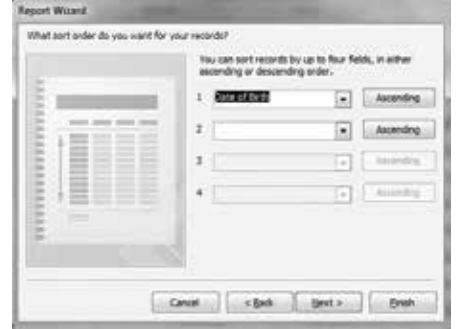 Report Wizard
What sort order do you want for your records?
You can sort records by up to four fields, in either
ascending or descending order.
1 Date of Birth Ascending
2 Ascending
3 Ascending
4 Ascending
Cancel < Back Next > Finish